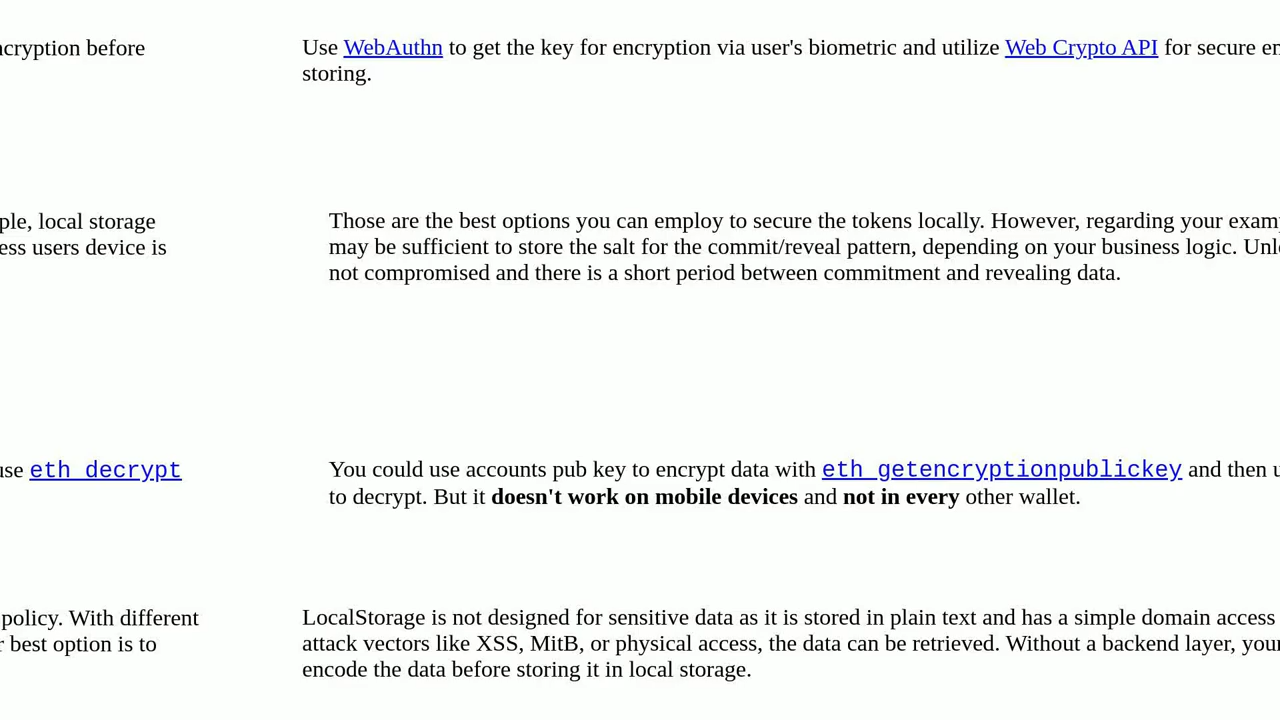 ncryption before
Use WebAuthn to get the key for encryption via user's biometric and utilize Web Crypto API for secure en
storing.
ple, local storage
ess users device is
Those are the best options you can employ to secure the tokens locally. However, regarding your exam
may be sufficient to store the salt for the commit/reveal pattern, depending on your business logic. Unl
not compromised and there is a short period between commitment and revealing data.
use eth_decrypt
You could use accounts pub key to encrypt data with eth_getencryptionpublickey and then u
to decrypt. But it doesn't work on mobile devices and not in every other wallet.
policy. With different
r best option is to
LocalStorage is not designed for sensitive data as it is stored in plain text and has a simple domain access
attack vectors like XSS, MitB, or physical access, the data can be retrieved. Without a backend layer, your
encode the data before storing it in local storage.